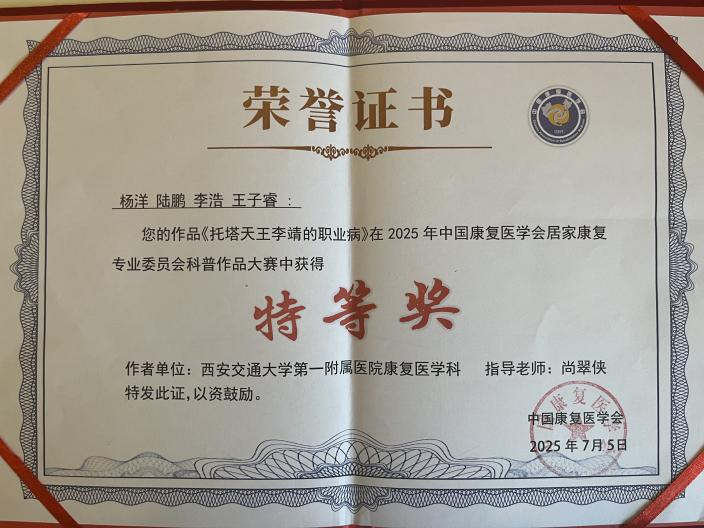 荣誉证书
杨洋 陆鹏 李浩 王子睿 :
您的作品《托塔天王李靖的职业病》在 2025 年中国康复医学会居家康复
专业委员会科普作品大赛中获得
特等奖
作者单位：西安交通大学第一附属医院康复医学科 指导老师：尚翠侠
特发此证,以资鼓励。
中国康复医学会
2025 年 7月 5日